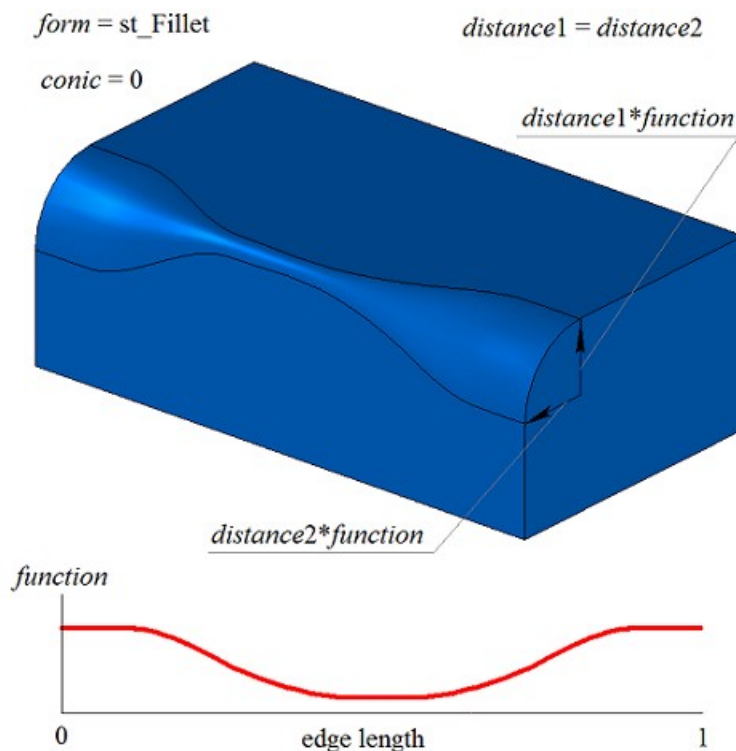 form = st_Fillet
distance1 = distance2
conic = 0
distance1*function
distance2*function
function
0
edge length
1